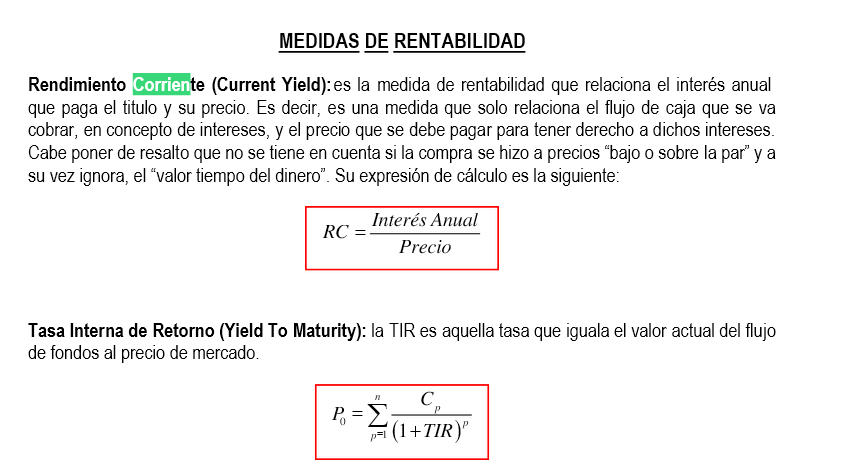 MEDIDAS DE RENTABILIDAD
Rendimiento Corriente (Current Yield): es la medida de rentabilidad que relaciona el interés anual
que paga el titulo y su precio. Es decir, es una medida que solo relaciona el flujo de caja que se va
cobrar, en concepto de intereses, y el precio que se debe pagar para tener derecho a dichos intereses.
Cabe poner de resalto que no se tiene en cuenta si la compra se hizo a precios “bajo o sobre la par” y a
su vez ignora, el “valor tiempo del dinero”. Su expresión de cálculo es la siguiente:
RC = Interés Anual / Precio
Tasa Interna de Retorno (Yield To Maturity): la TIR es aquella tasa que iguala el valor actual del flujo
de fondos al precio de mercado.
P₀ = ∑ₚ₌₁ⁿ Cₚ / (1 + TIR)ᵖ